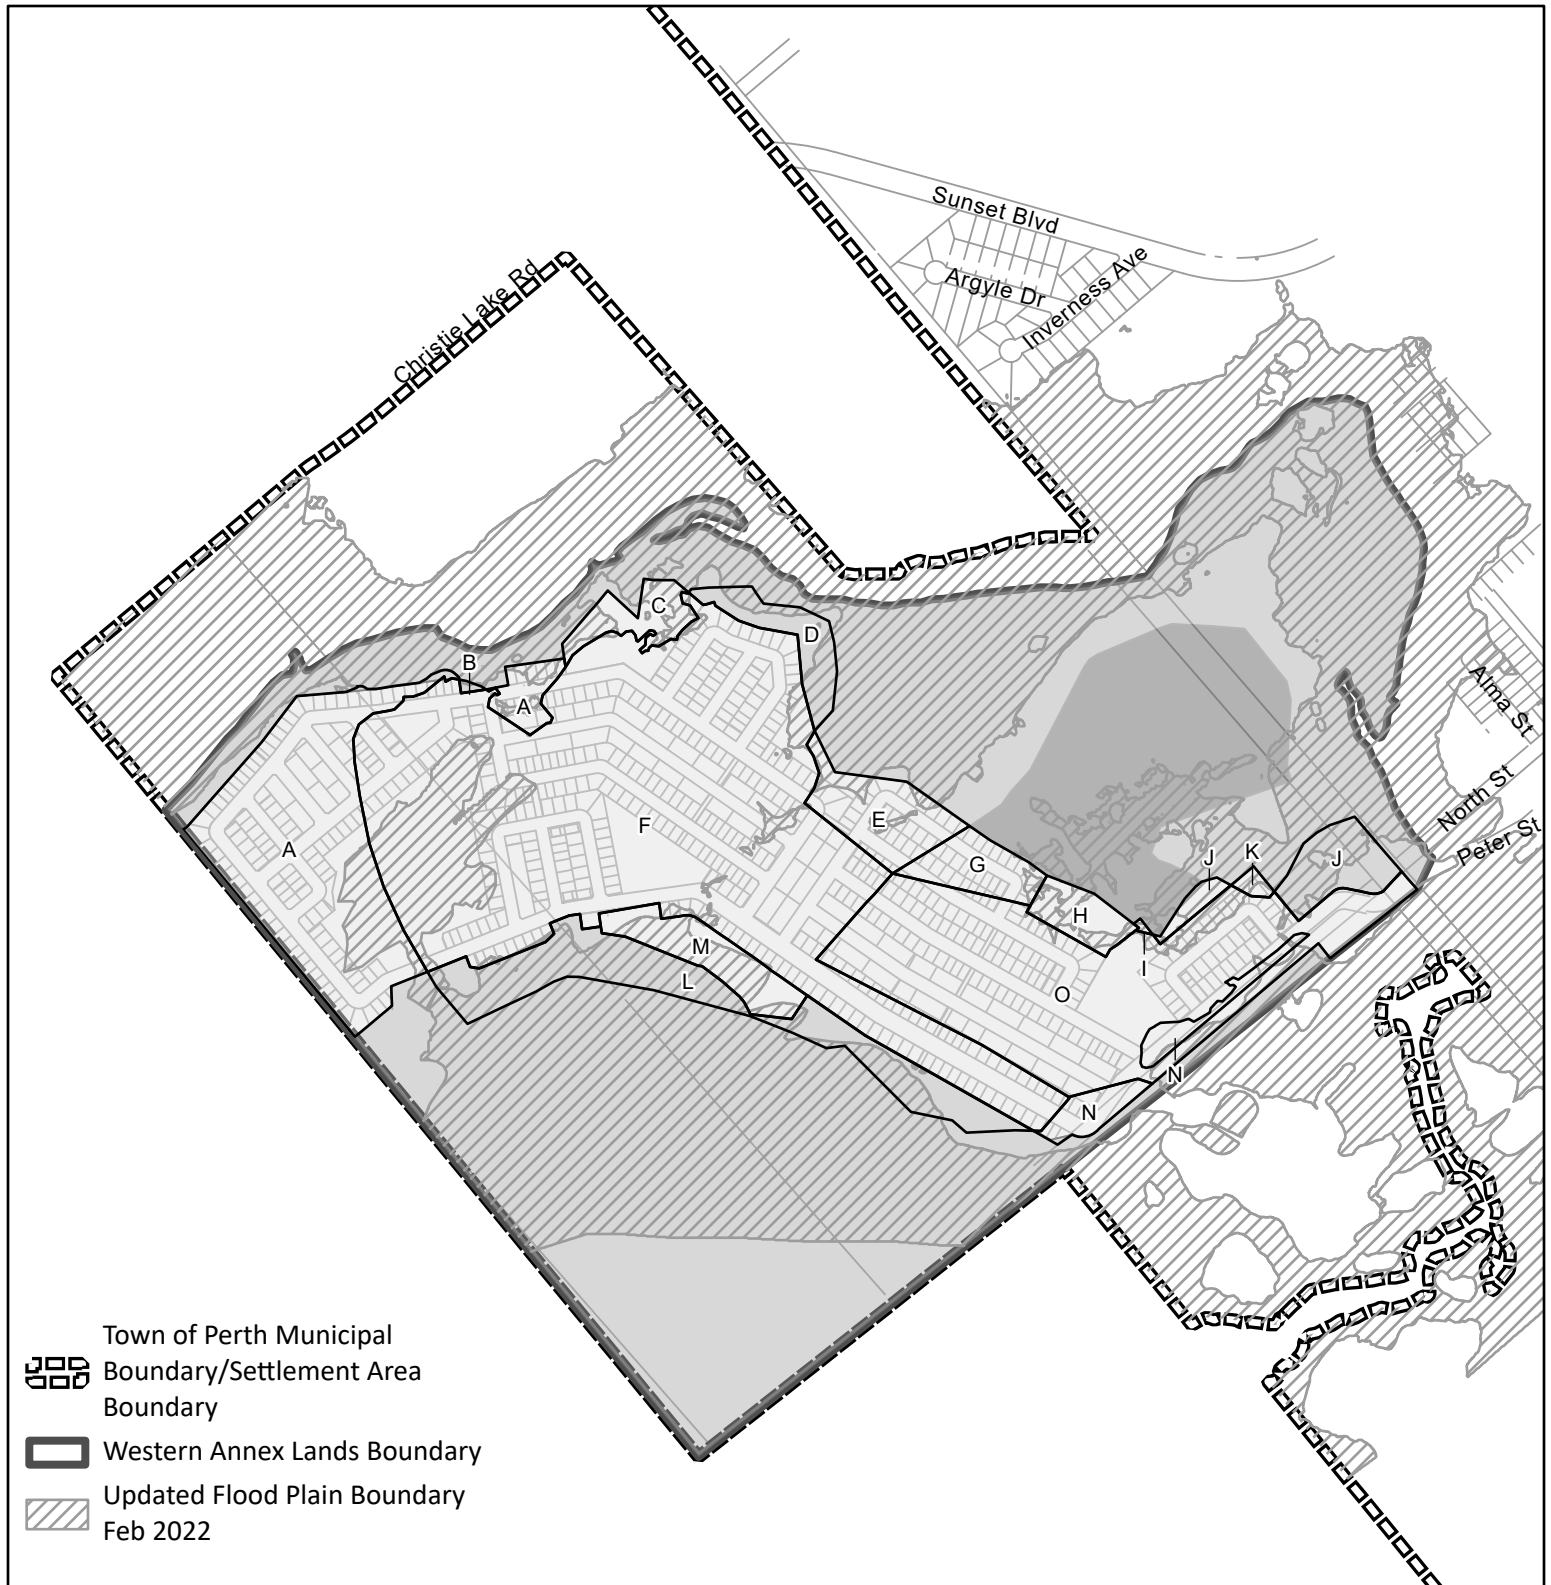 Sunset Blvd
Argyle Dr
Inverness Ave
Christie Lake Rd
C
D
B
A
Alma St
North St
Peter St
E
F
A
G
J
K
J
H
I
M
L
O
N
N
Town of Perth Municipal
Boundary/Settlement Area
Boundary
Western Annex Lands Boundary
Updated Flood Plain Boundary
Feb 2022